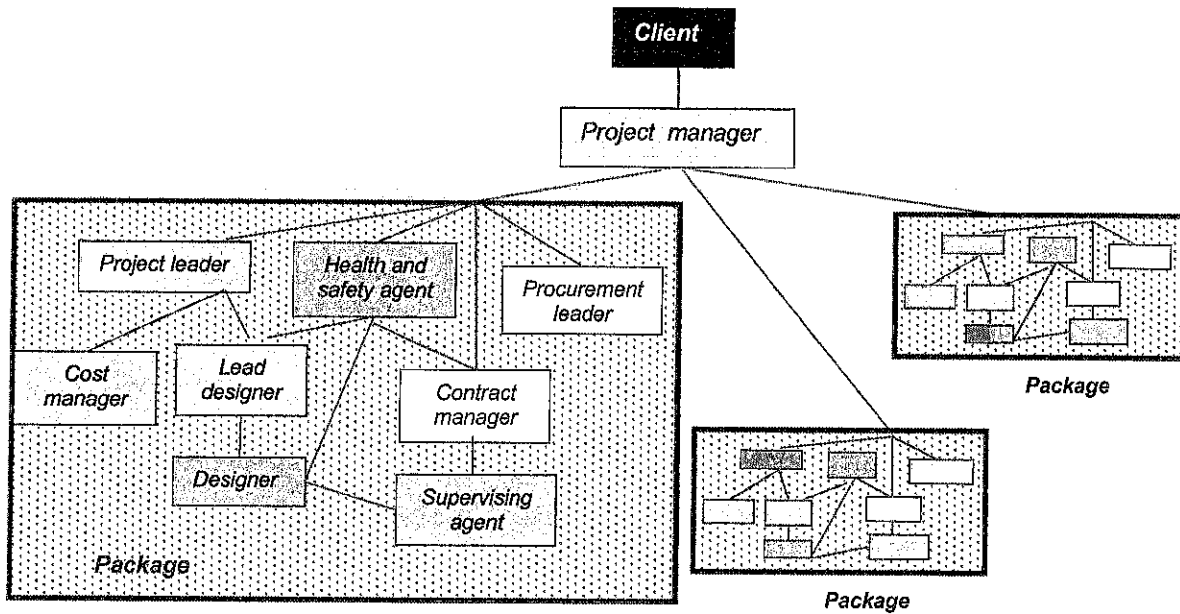 Client
Project manager
Project leader
Health and
safety agent
Procurement
leader
Cost
manager
Lead
designer
Contract
manager
Designer
Supervising
agent
Package
Package
Package